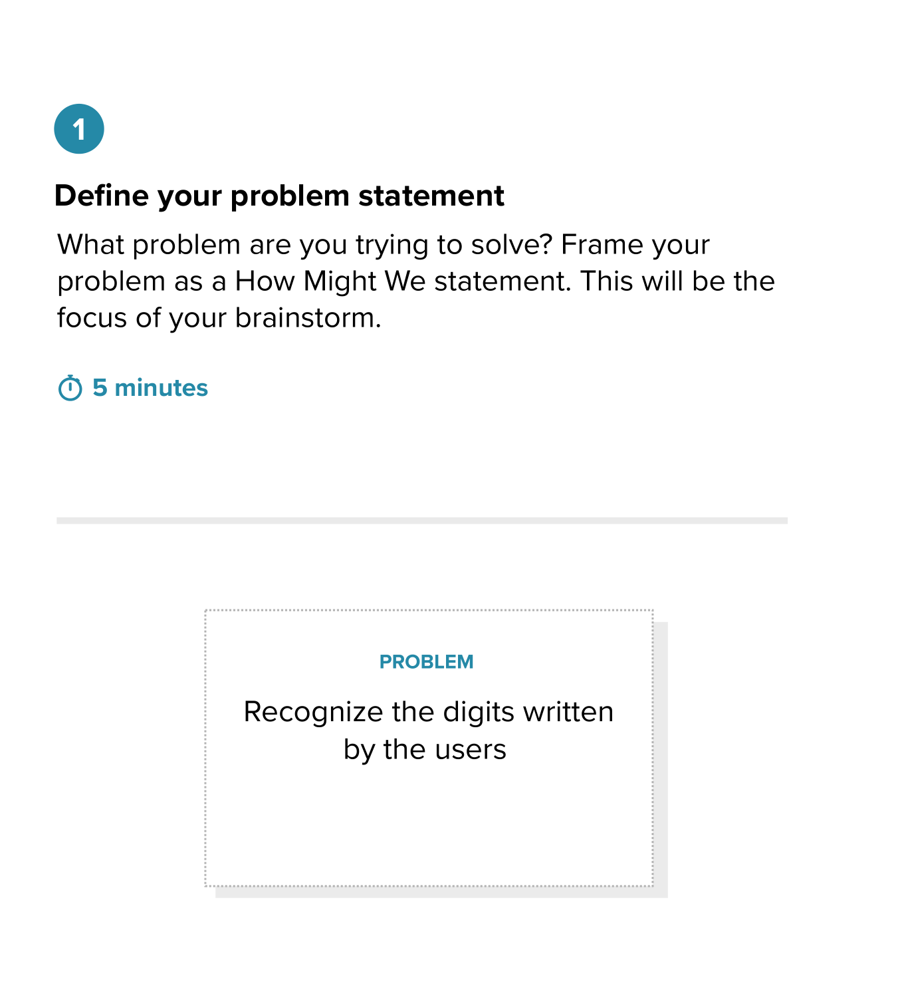 1
Define your problem statement
What problem are you trying to solve? Frame your
problem as a How Might We statement. This will be the
focus of your brainstorm.
5 minutes
PROBLEM
Recognize the digits written
by the users